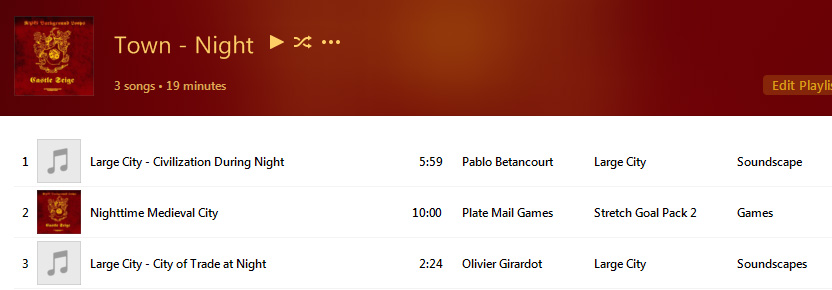 Town - Night
3 songs • 19 minutes
Edit Playlis
Castle Seige
1 Large City - Civilization During Night 5:59 Pablo Betancourt Large City Soundscape
2 Nighttime Medieval City 10:00 Plate Mail Games Stretch Goal Pack 2 Games
3 Large City - City of Trade at Night 2:24 Olivier Girardot Large City Soundscapes